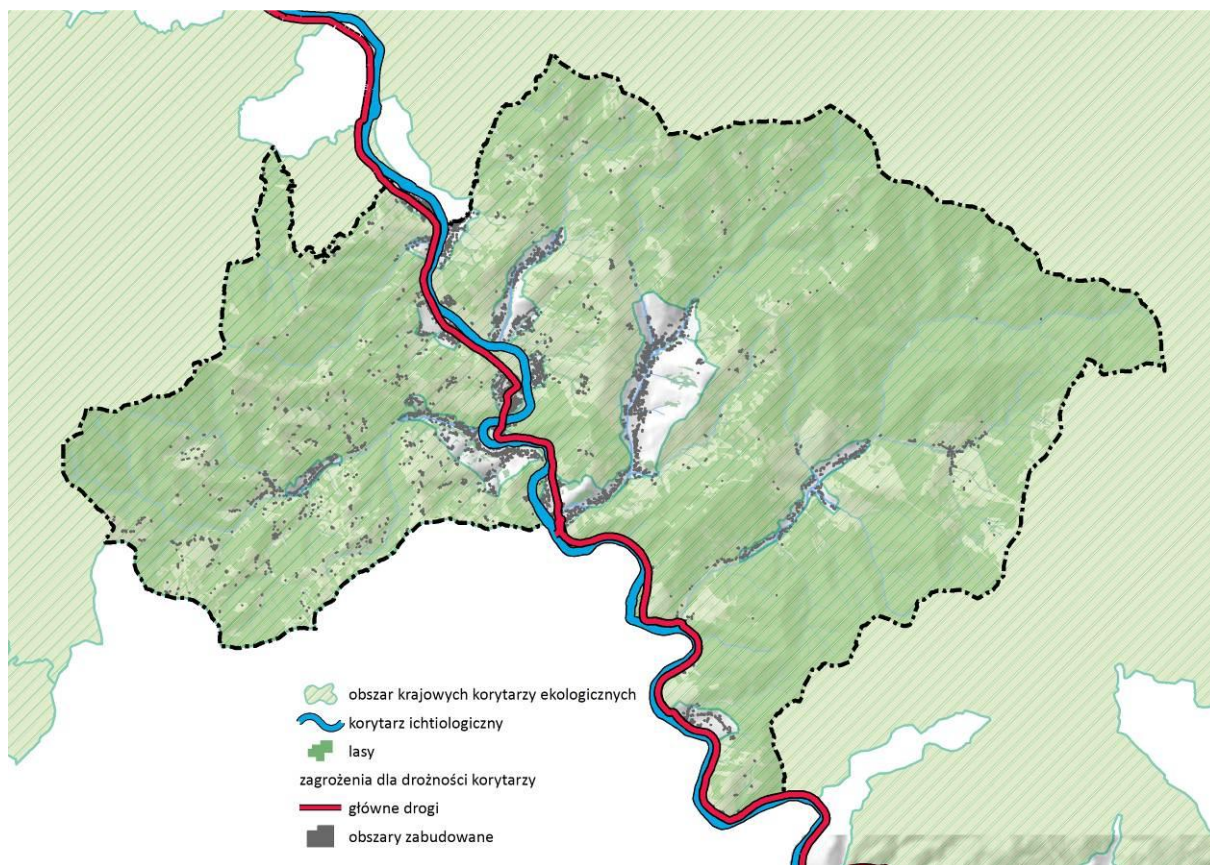 obszar krajowych korytarzy ekologicznych
korytarz ichtiologiczny
lasy
zagrożenia dla drożności korytarzy
główne drogi
obszary zabudowane